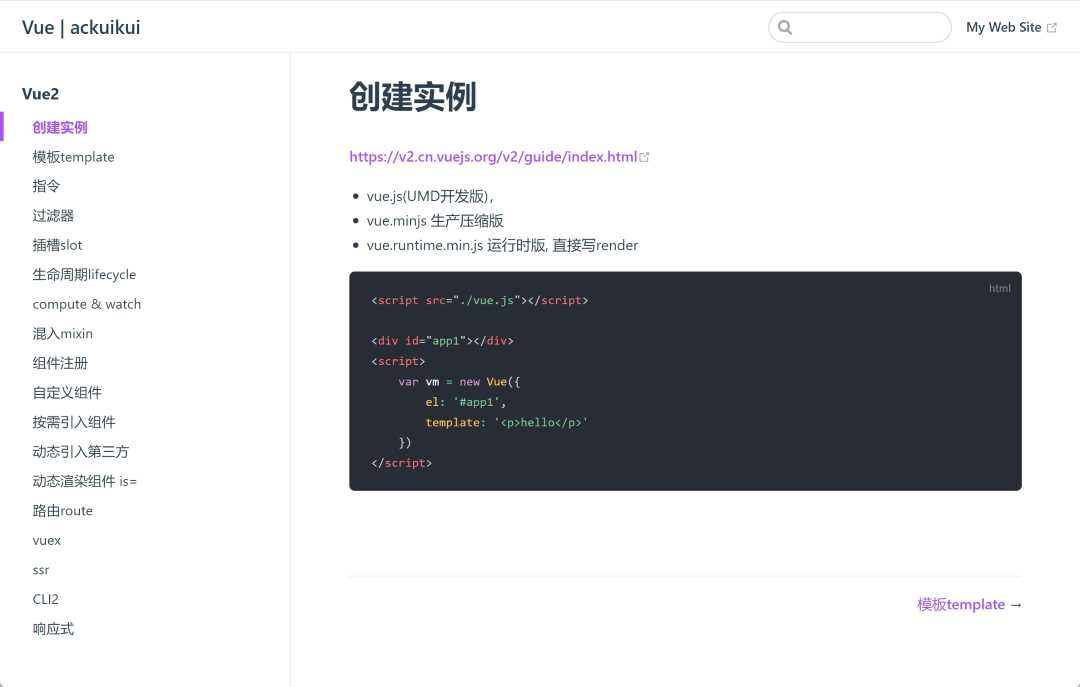 Vue | ackuikui
My Web Site
Vue2
创建实例
模板template
指令
过滤器
插槽slot
生命周期lifecycle
compute & watch
混入mixin
组件注册
自定义组件
按需引入组件
动态引入第三方
动态渲染组件 is=
路由route
vuex
ssr
CLI2
响应式
创建实例
https://v2.cn.vuejs.org/v2/guide/index.html
vue.js(UMD开发版),
vue.minjs 生产压缩版
vue.runtime.min.js 运行时版, 直接写render
html
<script src="./vue.js"></script>
<div id="app1"></div>
<script>
    var vm = new Vue({
        el: '#app1',
        template: '<p>hello</p>'
    })
</script>
模板template →